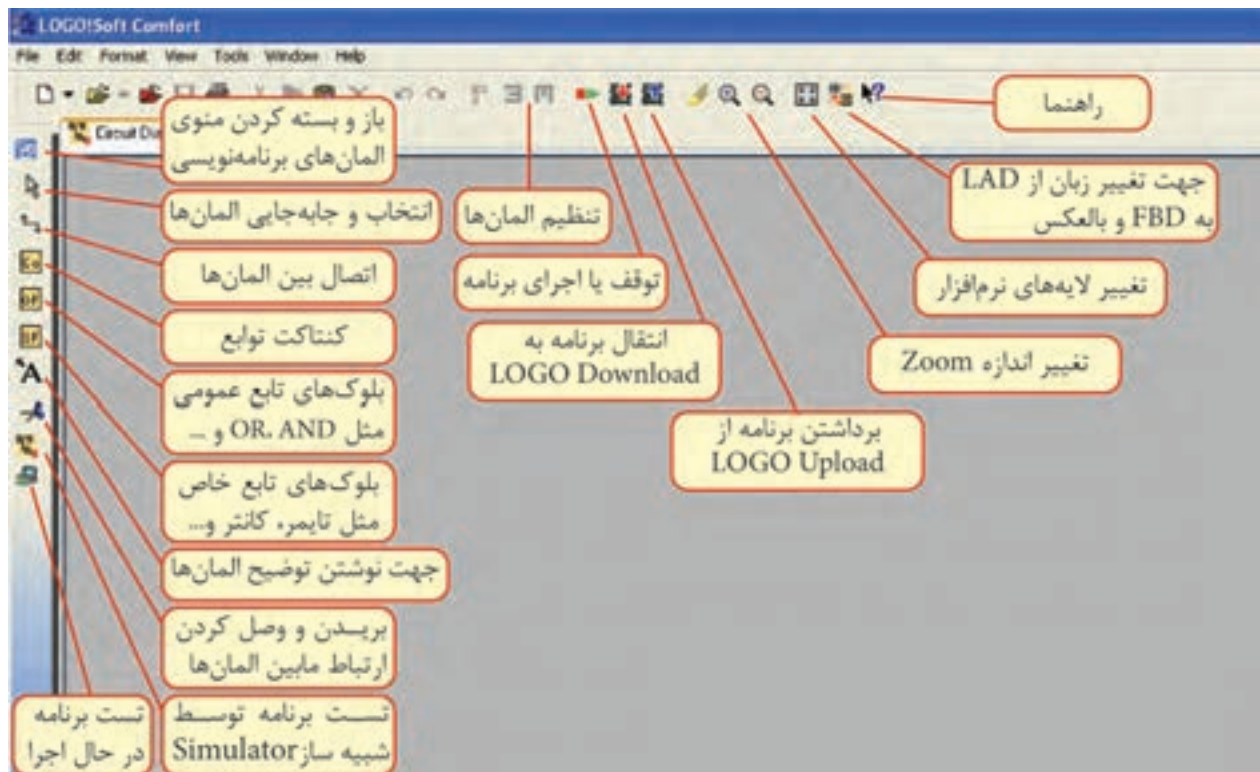 LOGO!Soft Comfort
File Edit Format View Tools Window Help
راهنما
باز و بسته کردن منوی
المان‌های برنامه‌نویسی
جهت تغییر زبان از LAD
به FBD و بالعکس
انتخاب و جابه‌جایی المان‌ها
تنظیم المان‌ها
اتصال بین المان‌ها
توقف یا اجرای برنامه
تغییر لایه‌های نرم‌افزار
کنتاکت توابع
انتقال برنامه به
LOGO Download
تغییر اندازه Zoom
بلوک‌های تابع عمومی
مثل OR، AND و ...
برداشتن برنامه از
LOGO Upload
بلوک‌های تابع خاص
مثل تایمر، کانتر و...
جهت نوشتن توضیح المان‌ها
بریدن و وصل کردن
ارتباط مابین المان‌ها
تست برنامه توسط
شبیه ساز Simulator
تست برنامه
در حال اجرا
Co
GF
SF
A